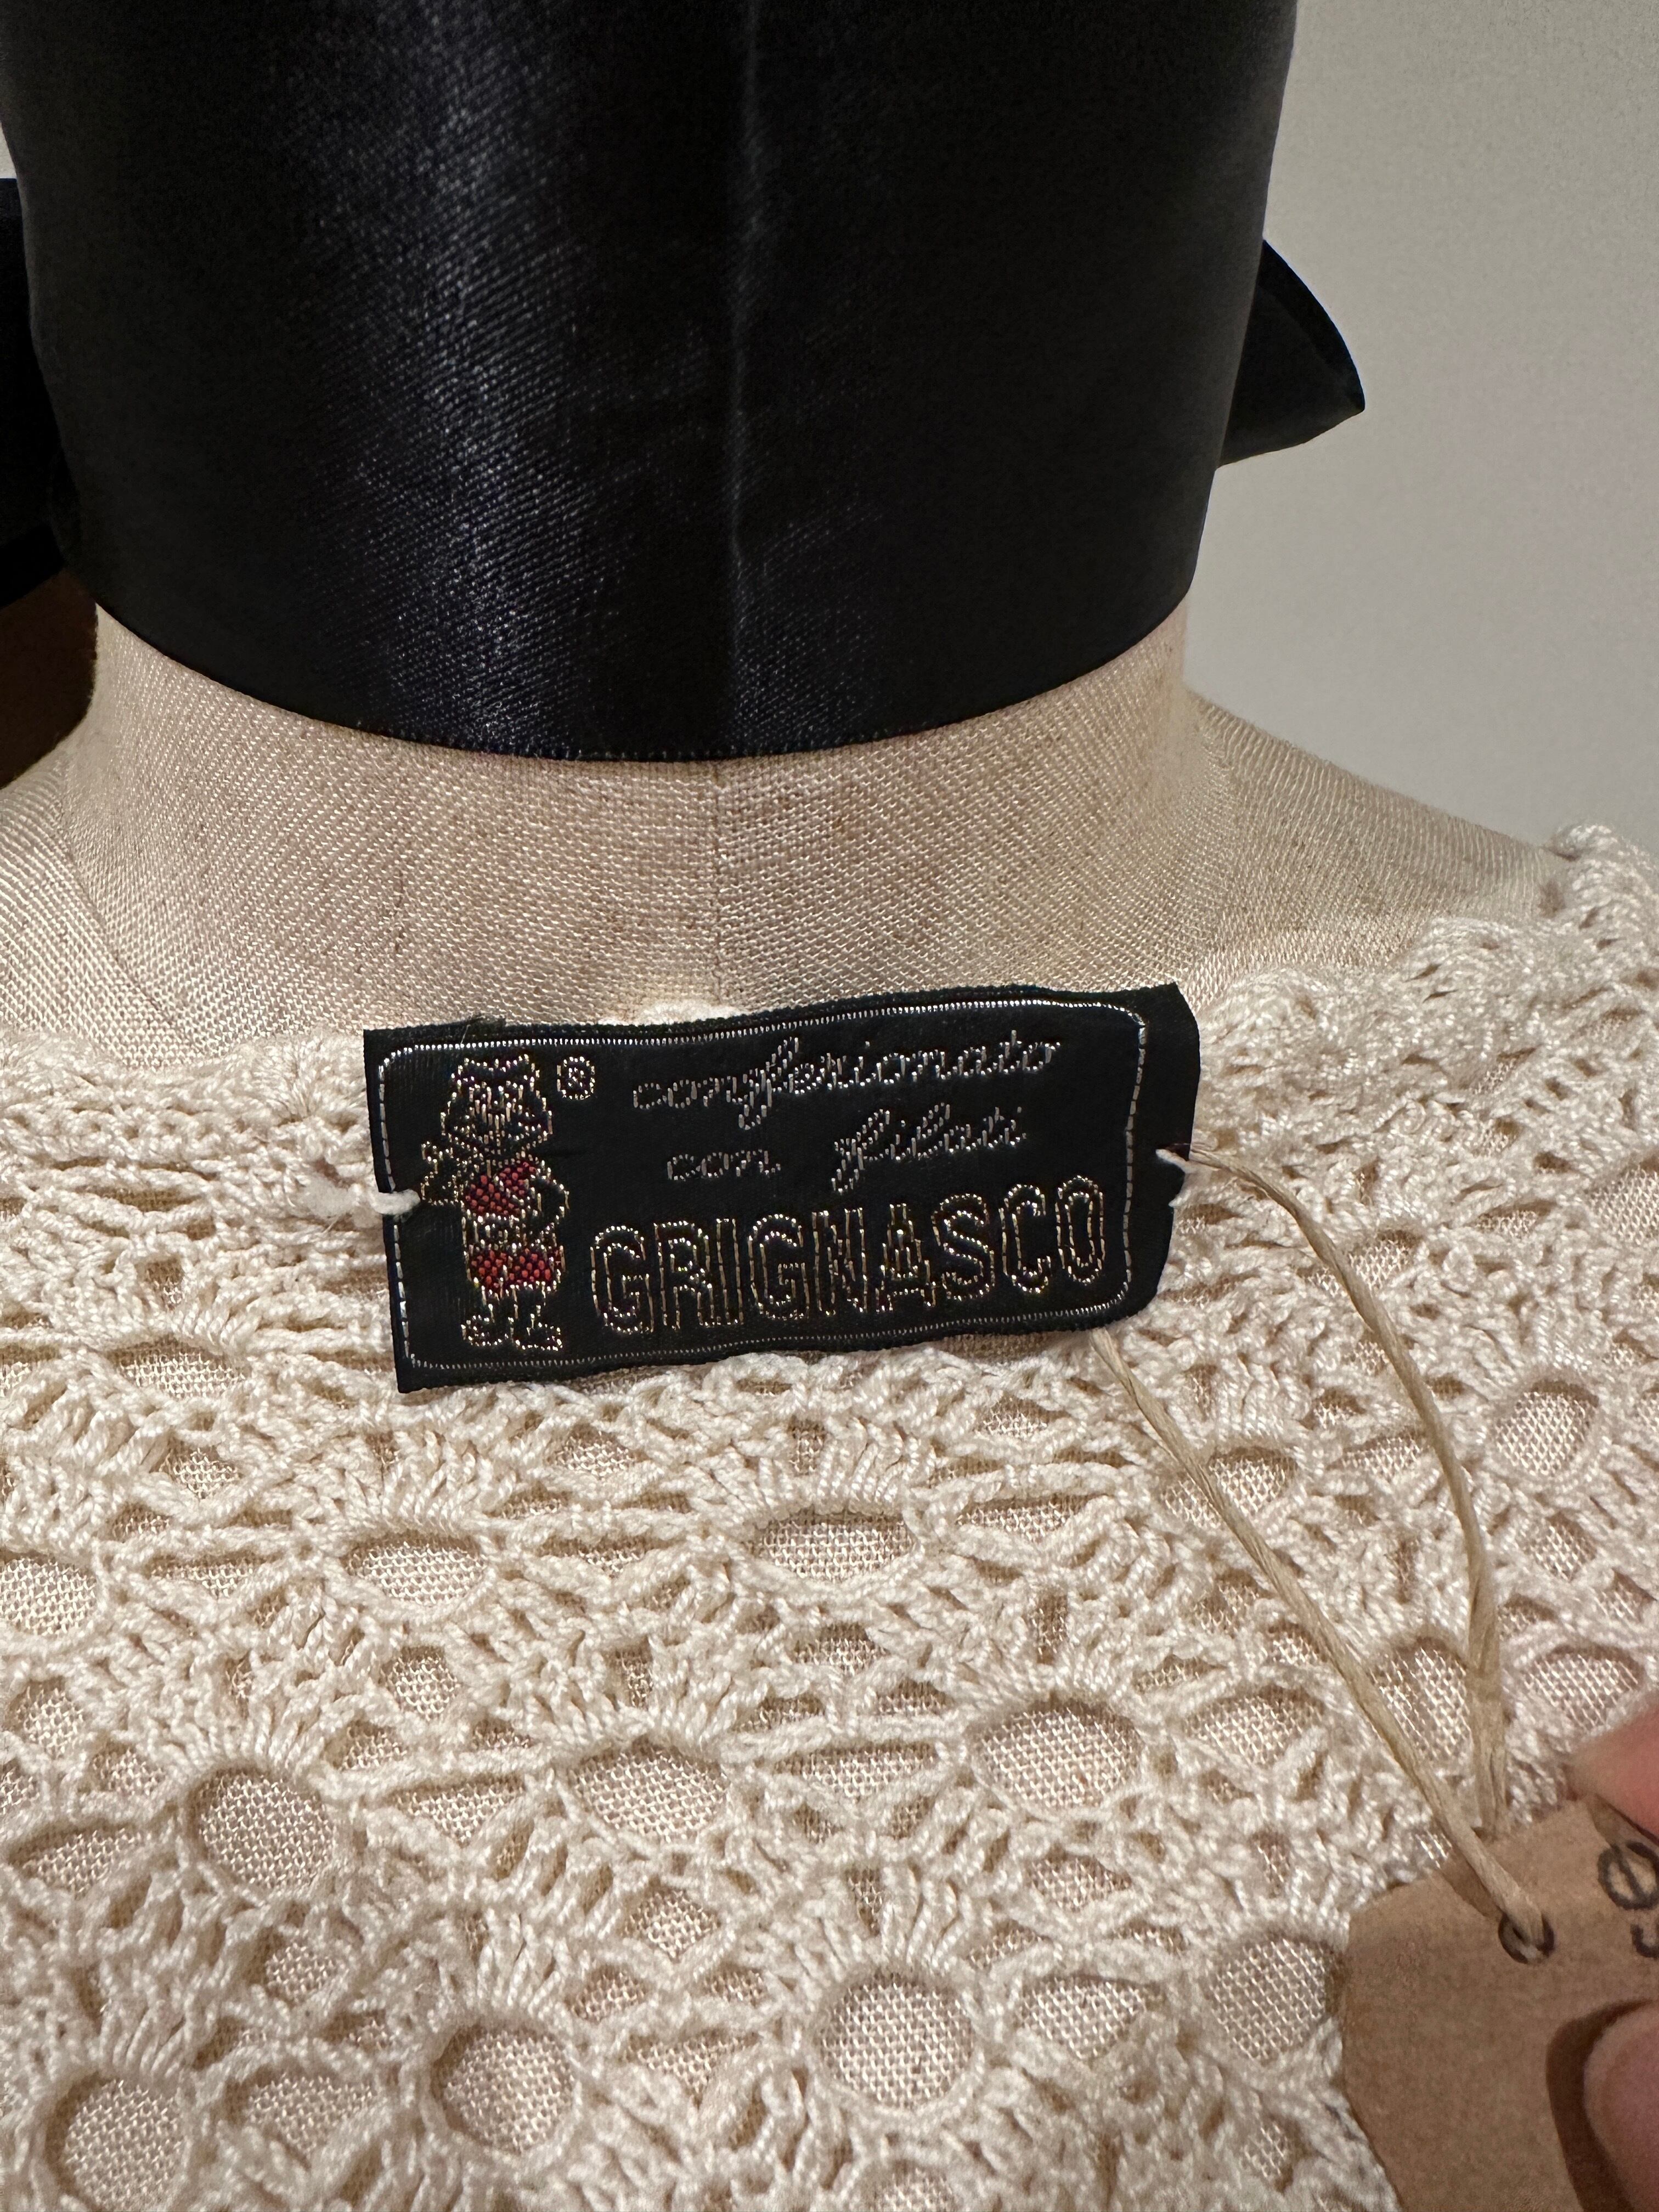 ®
confezionato
con filati
GRIGNASCO